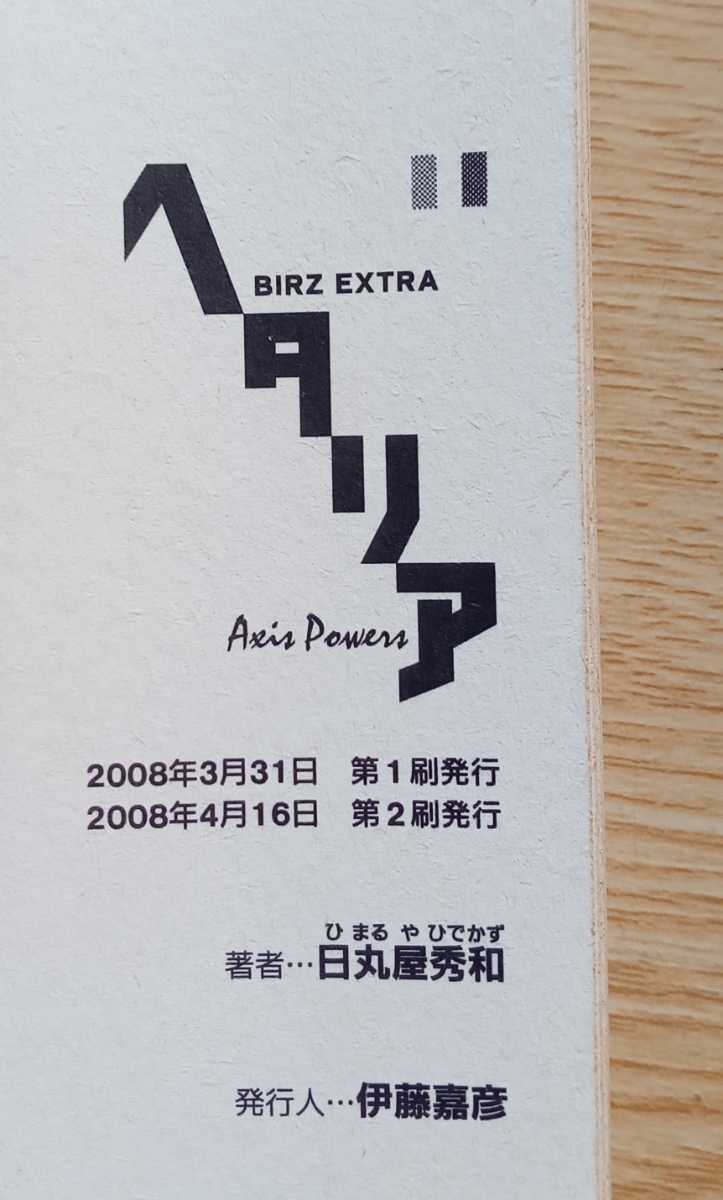 BIRZ EXTRA
ヘタリア
Axis Powers
2008年3月31日　第1刷発行
2008年4月16日　第2刷発行
ひまるやひでかず
著者…日丸屋秀和
発行人…伊藤嘉彦